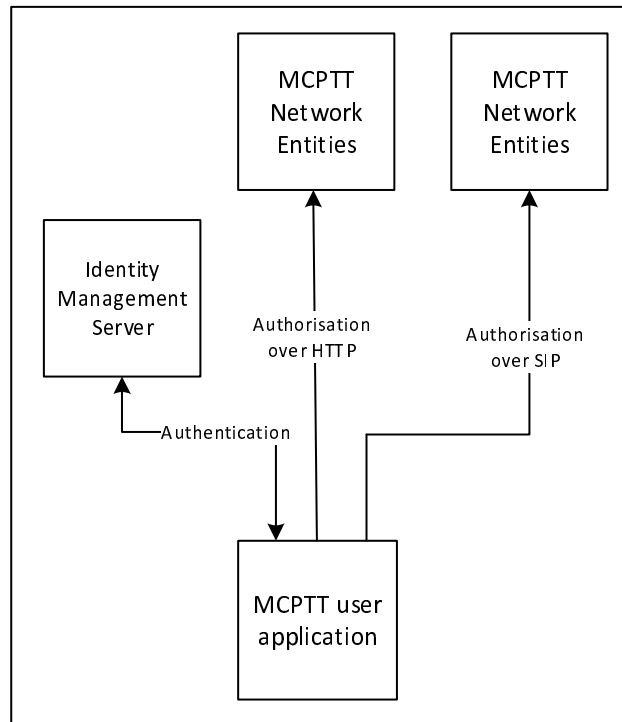 MCPTT
Network
Entities
MCPTT
Network
Entities
Identity
Management
Server
Authorisation
over HTTP
Authorisation
over SIP
Authentication
MCPTT user
application